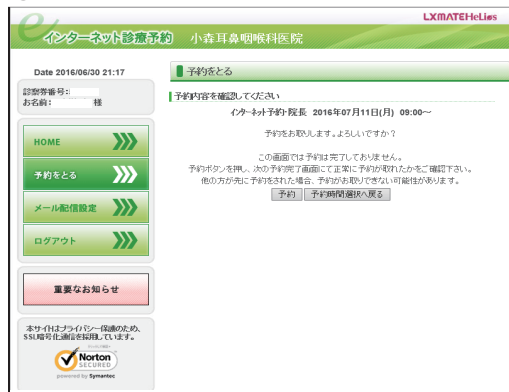 LXMATEHeLios
eインターネット診療予約 小森耳鼻咽喉科医院
Date 2016/06/30 21:17
診察券番号:
お名前: 様
HOME
予約をとる
メール配信設定
ログアウト
重要なお知らせ
本サイトはプライバシー保護のため、
SSL暗号化通信を採用しています。
Norton
SECURED
powered by Symantec
予約をとる
予約内容を確認してください
インターネット予約・院長 2016年07月11日(月) 09:00~
予約をお取りします。よろしいですか?
この画面では予約は完了しておりません。
予約ボタンを押し、次の予約完了画面にて正常に予約が取れたかをご確認下さい。
他の方が先に予約をされた場合、予約がお取りできない可能性があります。
予約 予約時間選択へ戻る